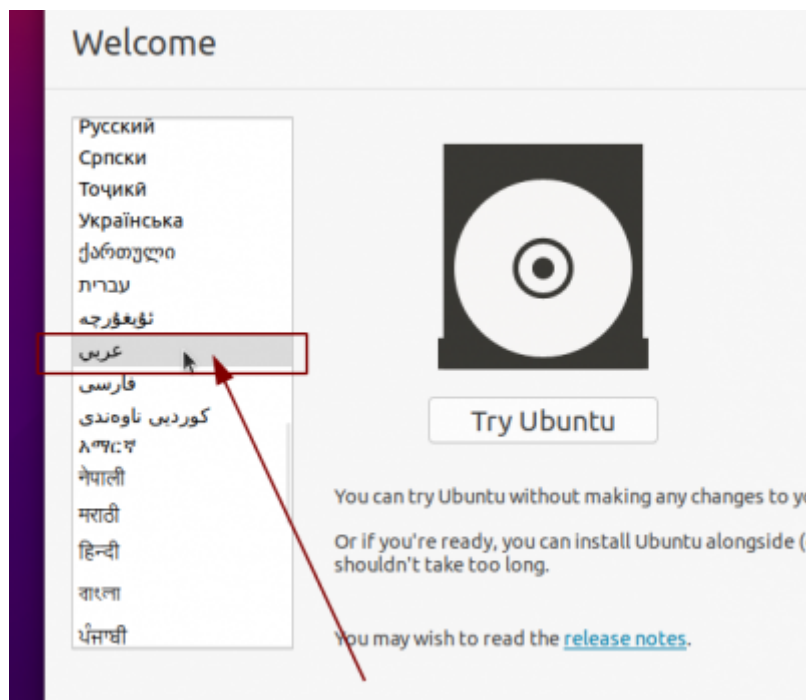 Welcome
Русский
Српски
Тоҷикӣ
Українська
ქართული
עברית
ئۇيغۇرچە
عربي
فارسی
کوردیی ناوەندی
አማርኛ
नेपाली
मराठी
हिन्दी
বাংলা
ਪੰਜਾਬੀ
Try Ubuntu
You can try Ubuntu without making any changes to
Or if you're ready, you can install Ubuntu alongside (
shouldn't take too long.
You may wish to read the release notes.